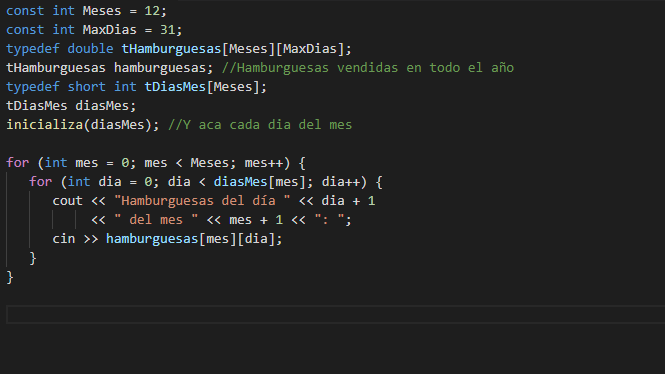 const int Meses = 12;
const int MaxDias = 31;
typedef double tHamburguesas[Meses][MaxDias];
tHamburguesas hamburguesas; //Hamburguesas vendidas en todo el año
typedef short int tDiasMes[Meses];
tDiasMes diasMes;
inicializa(diasMes); //Y aca cada dia del mes

for (int mes = 0; mes < Meses; mes++) {
   for (int dia = 0; dia < diasMes[mes]; dia++) {
      cout << "Hamburguesas del día " << dia + 1
           << " del mes " << mes + 1 << ": ";
      cin >> hamburguesas[mes][dia];
   }
}